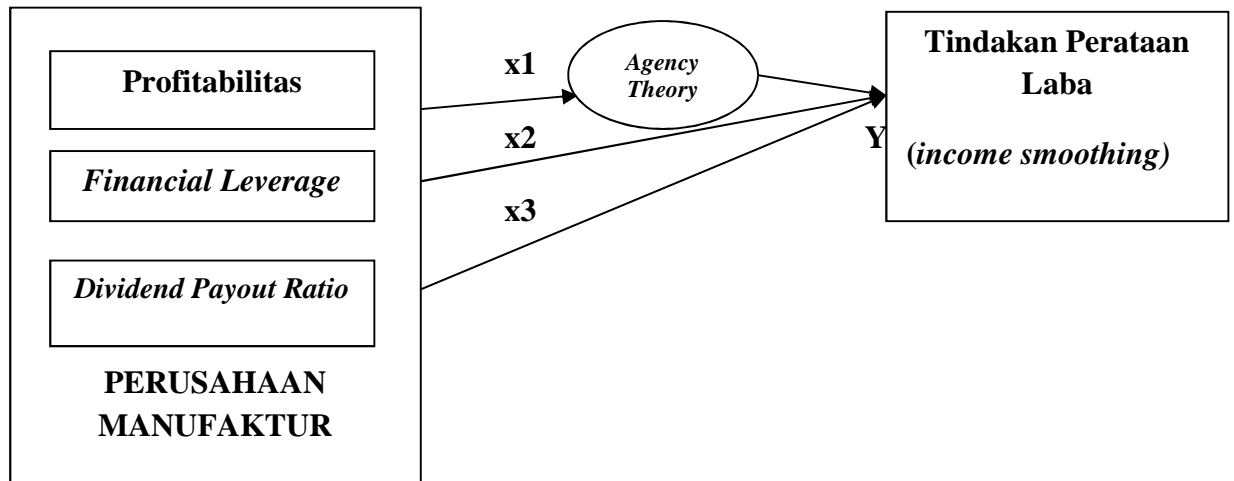 Profitabilitas
Financial Leverage
Dividend Payout Ratio
PERUSAHAAN
MANUFAKTUR
x1
x2
x3
Agency
Theory
Y
Tindakan Perataan
Laba
(income smoothing)